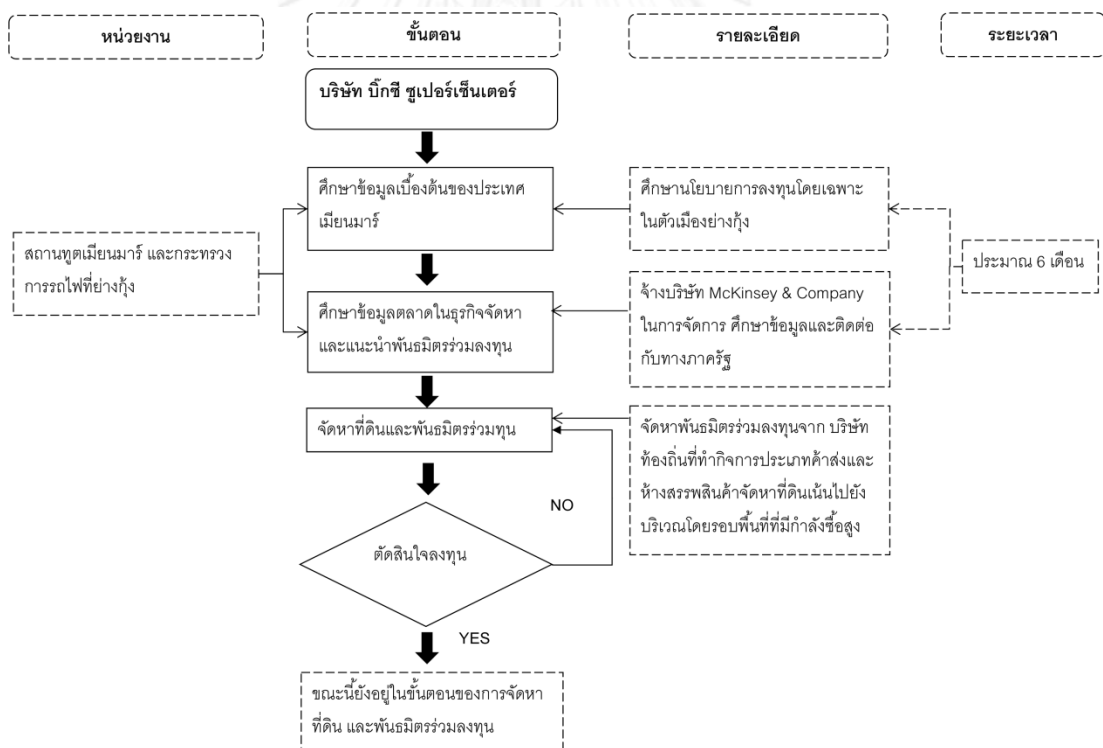 หน่วยงาน
ขั้นตอน
รายละเอียด
ระยะเวลา
บริษัท บิ๊กซี ซูเปอร์เซ็นเตอร์
ศึกษาข้อมูลเบื้องต้นของประเทศ
เมียนมาร์
ศึกษานโยบายการลงทุนโดยเฉพาะ
ในตัวเมืองย่างกุ้ง
สถานทูตเมียนมาร์ และกระทรวง
การรถไฟที่ย่างกุ้ง
ประมาณ 6 เดือน
ศึกษาข้อมูลตลาดในธุรกิจจัดหา
และแนะนำพันธมิตรร่วมลงทุน
จ้างบริษัท McKinsey & Company
ในการจัดการ ศึกษาข้อมูลและติดต่อ
กับทางภาครัฐ
จัดหาที่ดินและพันธมิตรร่วมทุน
จัดหาพันธมิตรร่วมลงทุนจาก บริษัท
ท้องถิ่นที่ทำกิจการประเภทค้าส่งและ
ห้างสรรพสินค้าจัดหาที่ดินเน้นไปยัง
บริเวณโดยรอบพื้นที่ที่มีกำลังซื้อสูง
NO
ตัดสินใจลงทุน
YES
ขณะนี้ยังอยู่ในขั้นตอนของการจัดหา
ที่ดิน และพันธมิตรร่วมลงทุน